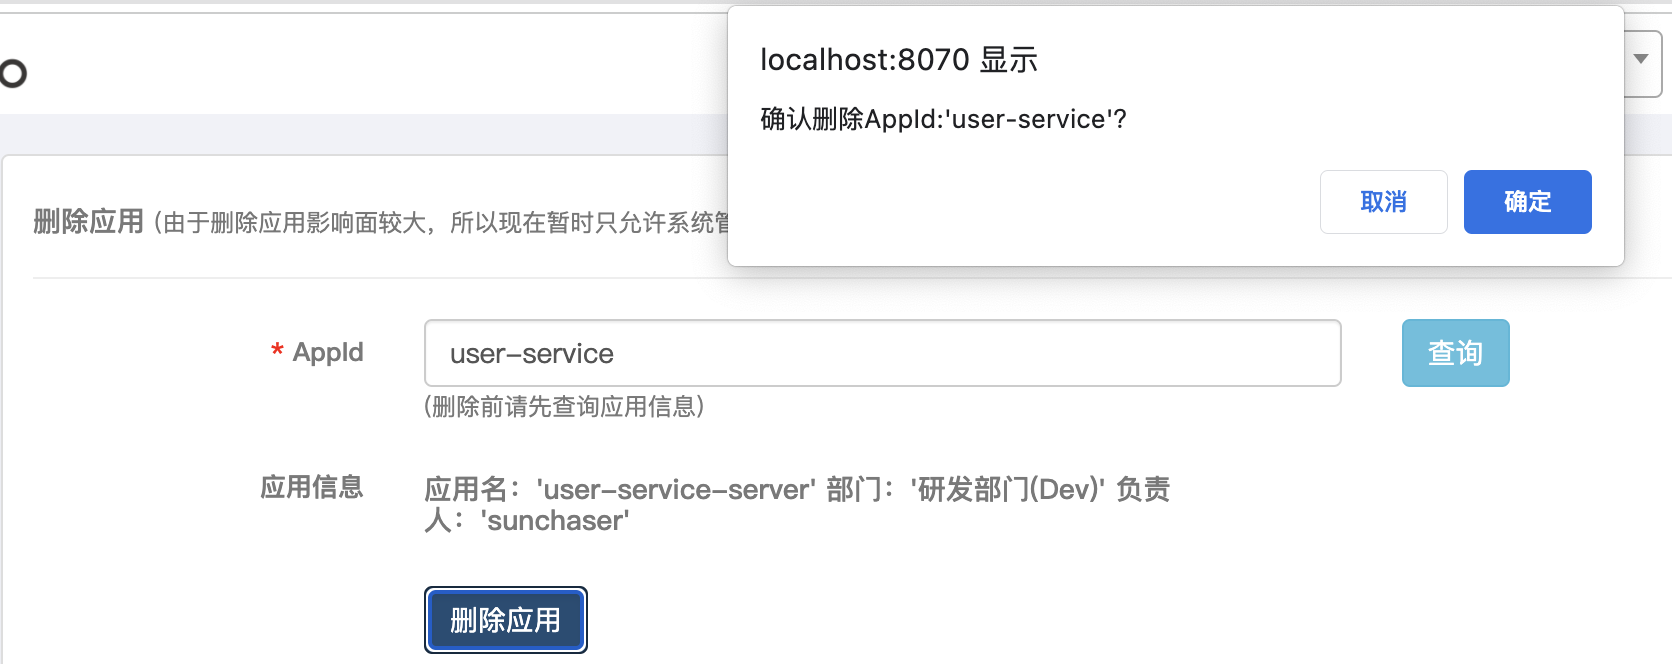 localhost:8070 显示
确认删除AppId:'user-service'?
取消
确定
删除应用 (由于删除应用影响面较大，所以现在暂时只允许系统管
* AppId
user-service
查询
(删除前请先查询应用信息)
应用信息
应用名：'user-service-server' 部门：'研发部门(Dev)' 负责
人：'sunchaser'
删除应用